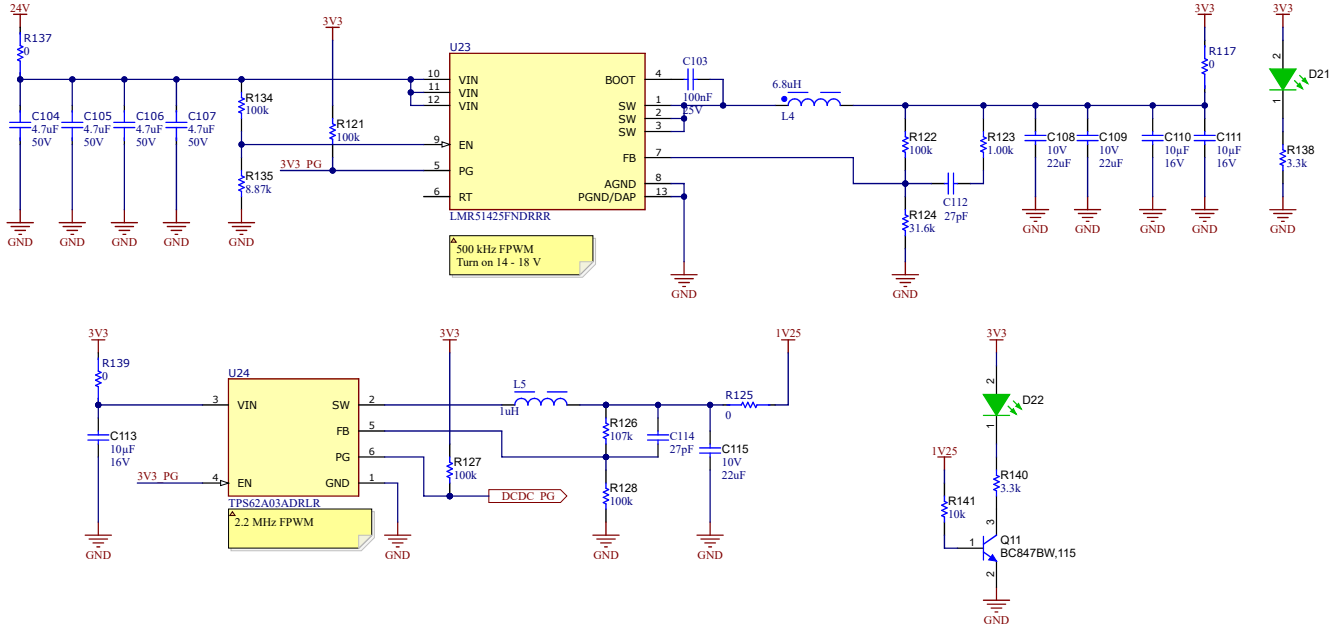 24V
R137
0
C104
4.7uF
50V
C105
4.7uF
50V
C106
4.7uF
50V
C107
4.7uF
50V
GND
GND
GND
GND
R134
100k
R135
8.87k
GND
3V3
R121
100k
3V3_PG
U23
10
11
12
9
5
6
VIN
VIN
VIN
EN
PG
RT
BOOT
SW
SW
SW
FB
AGND
PGND/DAP
4
1
2
3
7
8
13
LMR51425FNDRRR
500 kHz FPWM
Turn on 14 - 18 V
C103
100nF
25V
GND
6.8uH
L4
R122
100k
R123
1.00k
C112
27pF
R124
31.6k
GND
C108
10V
22uF
C109
10V
22uF
C110
10µF
16V
C111
10µF
16V
GND
GND
GND
GND
3V3
R117
0
3V3
2
D21
1
R138
3.3k
GND
3V3
R139
0
C113
10µF
16V
GND
3V3_PG
U24
3
4
VIN
EN
SW
FB
PG
GND
2
5
6
1
TPS62A03ADRLR
2.2 MHz FPWM
GND
3V3
R127
100k
DCDC_PG
L5
1uH
R126
107k
C114
27pF
R128
100k
GND
C115
10V
22uF
GND
R125
0
1V25
3V3
2
D22
1
R140
3.3k
1V25
R141
10k
3
1
Q11
BC847BW,115
2
GND